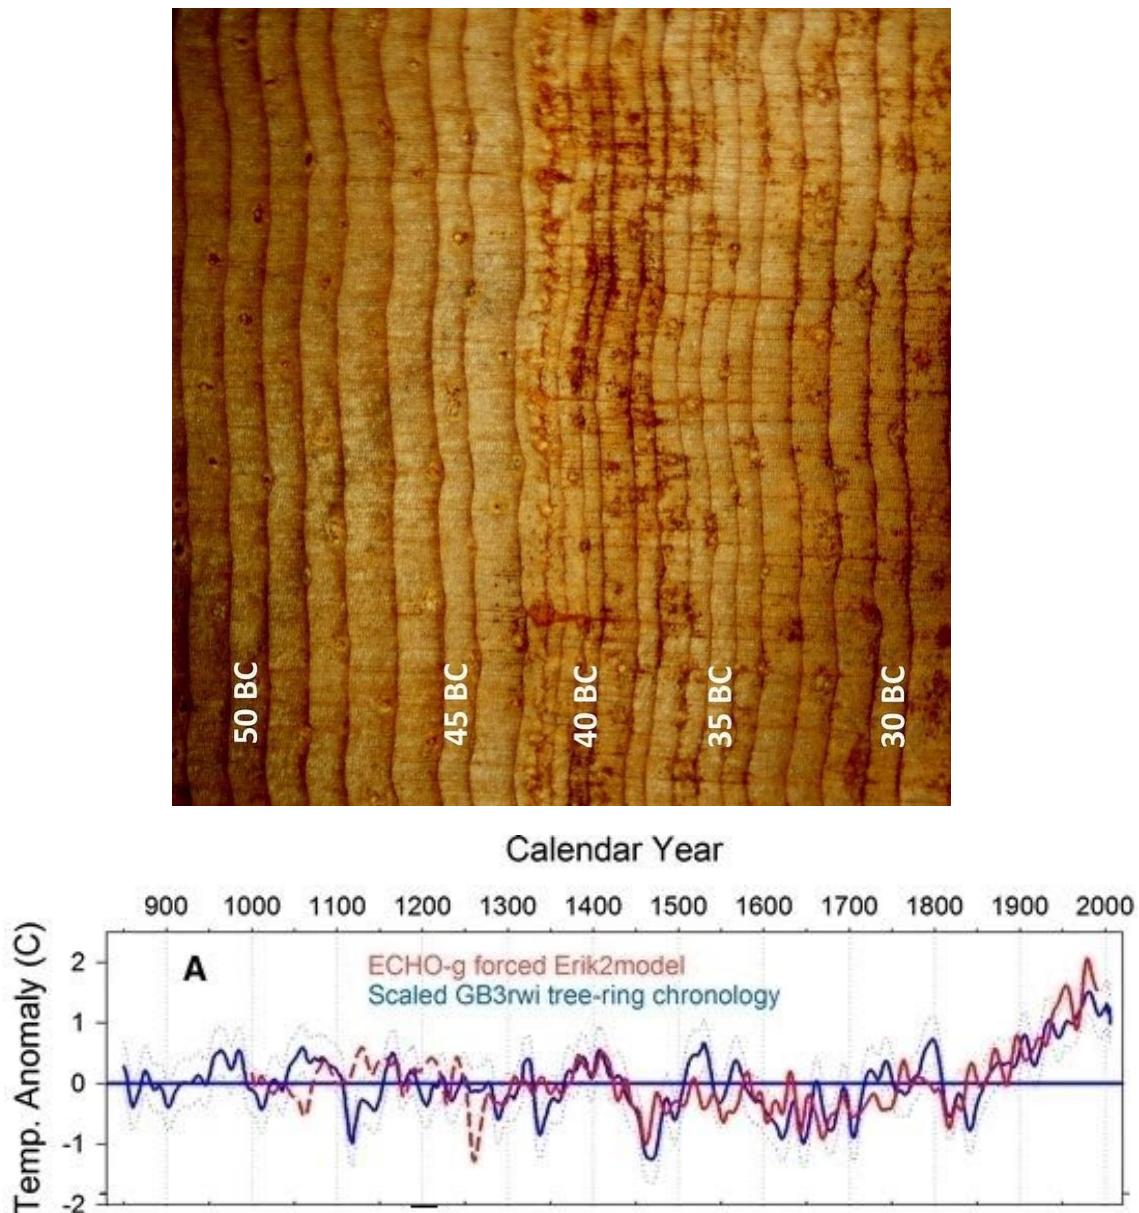 50 BC 45 BC 40 BC 35 BC 30 BC
Calendar Year
900 1000 1100 1200 1300 1400 1500 1600 1700 1800 1900 2000
Temp. Anomaly (C)
A
ECHO-g forced Erik2model
Scaled GB3rwi tree-ring chronology
2
1
0
-1
-2